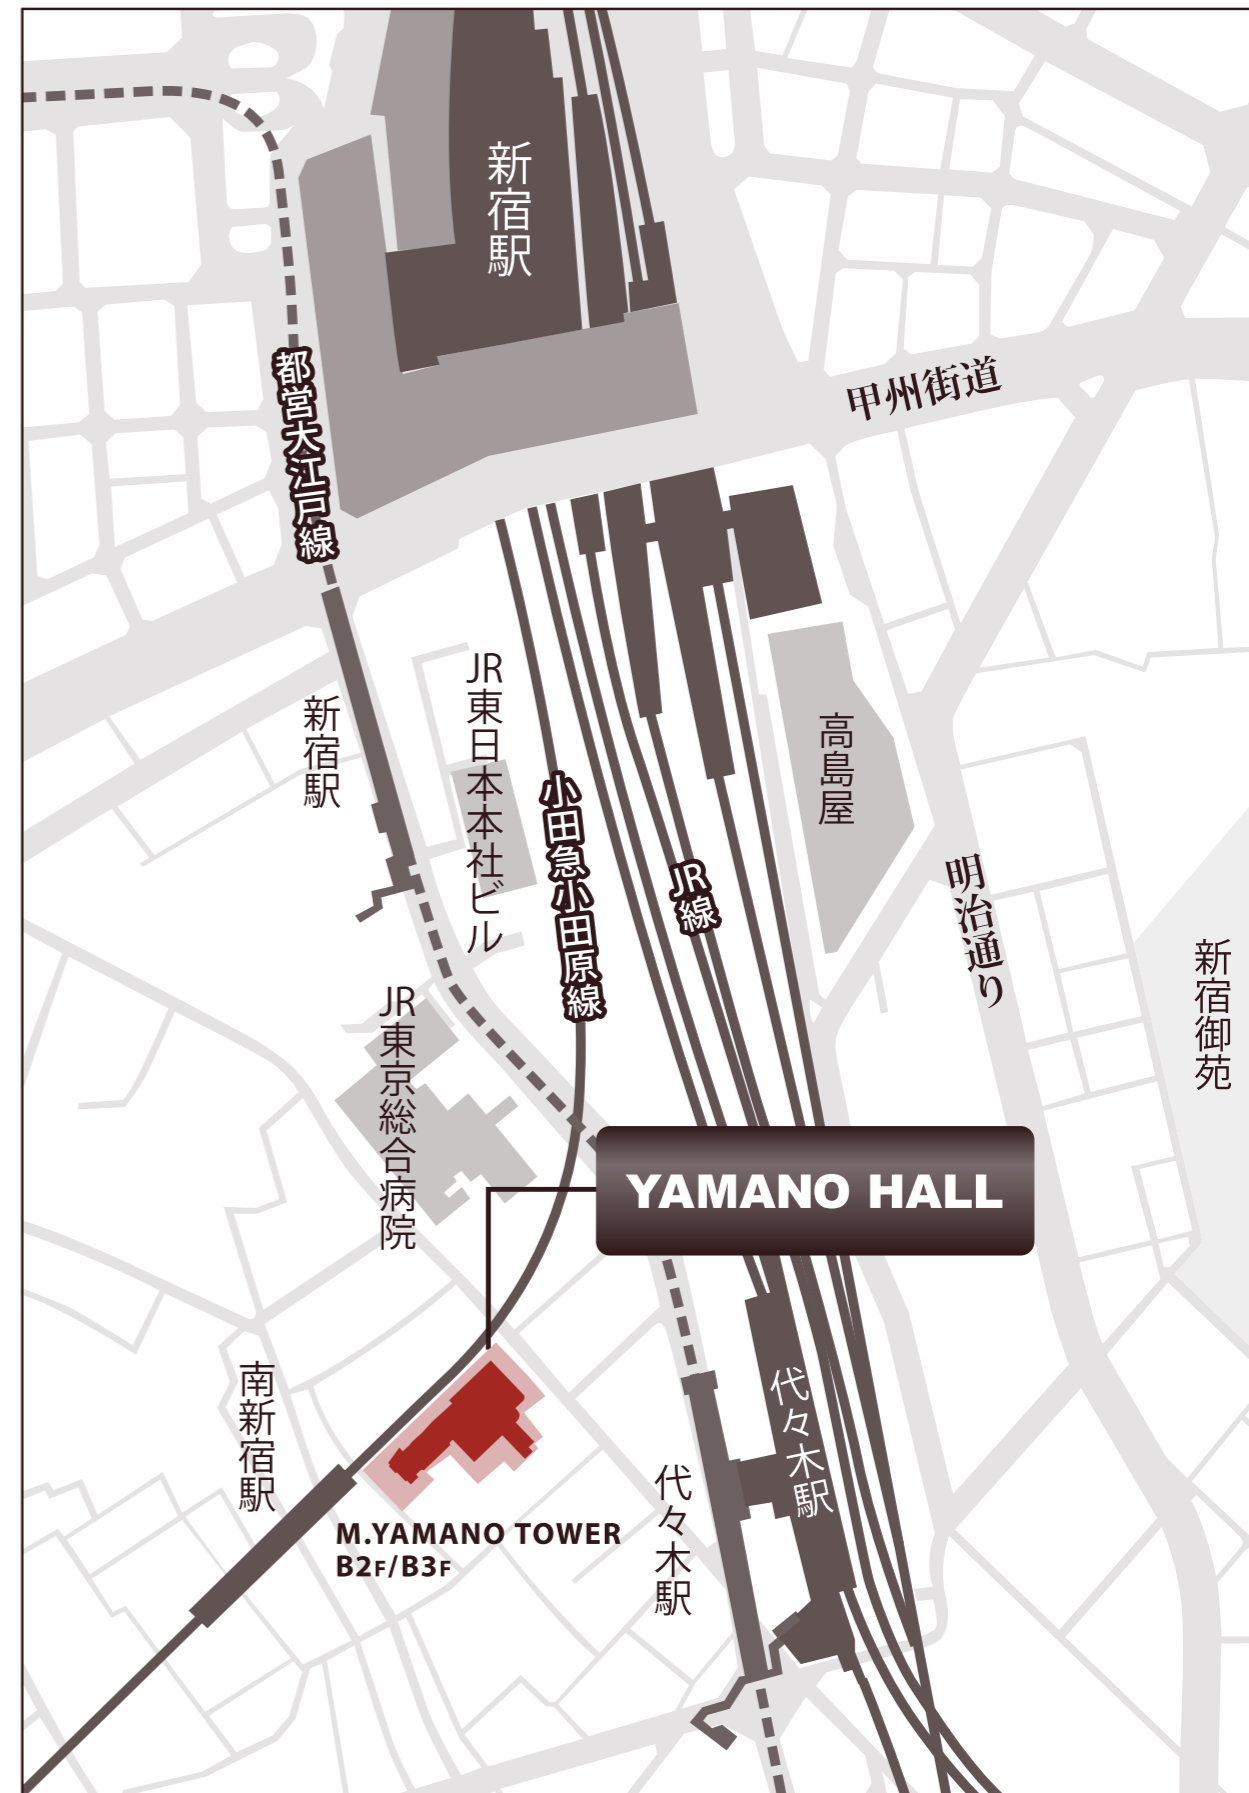 新宿駅
都営大江戸線
甲州街道
新宿駅
JR東日本本社ビル
高島屋
小田急小田原線
JR線
明治通り
新宿御苑
JR東京総合病院
YAMANO HALL
南新宿駅
代々木駅
代々木駅
M.YAMANO TOWER
B2F/B3F